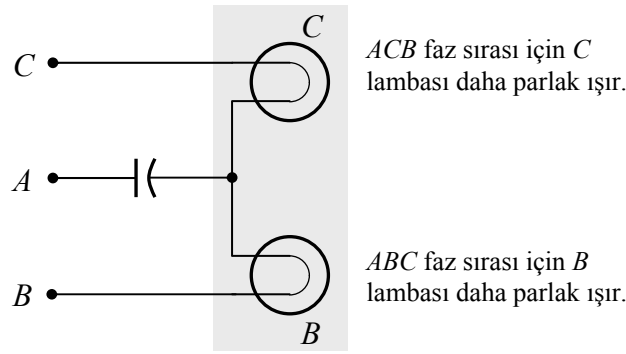 C
ACB faz sırası için C
lambası daha parlak ışır.
C
A
B
ABC faz sırası için B
lambası daha parlak ışır.
B